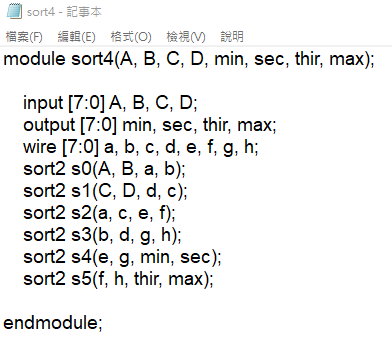 sort4 - 記事本
檔案(F) 編輯(E) 格式(O) 檢視(V) 說明
module sort4(A, B, C, D, min, sec, thir, max);
input [7:0] A, B, C, D;
output [7:0] min, sec, thir, max;
wire [7:0] a, b, c, d, e, f, g, h;
sort2 s0(A, B, a, b);
sort2 s1(C, D, d, c);
sort2 s2(a, c, e, f);
sort2 s3(b, d, g, h);
sort2 s4(e, g, min, sec);
sort2 s5(f, h, thir, max);
endmodule;